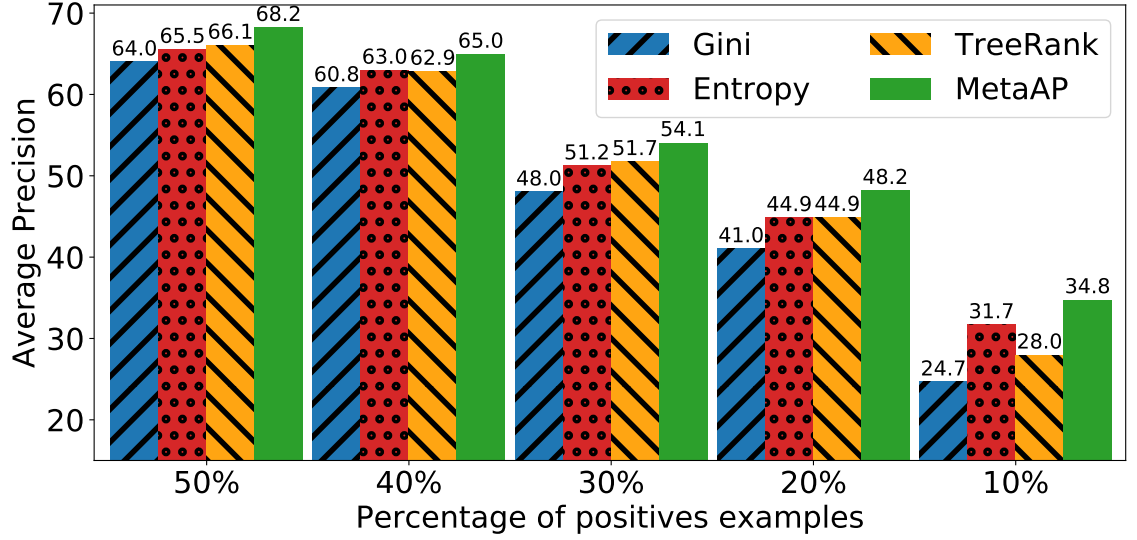 70
60
50
40
30
20
Average Precision
64.0 65.5 66.1 68.2
60.8 63.0 62.9 65.0
48.0 51.2 51.7 54.1
41.0 44.9 44.9 48.2
24.7 31.7 28.0 34.8
Gini TreeRank
Entropy MetaAP
50% 40% 30% 20% 10%
Percentage of positives examples